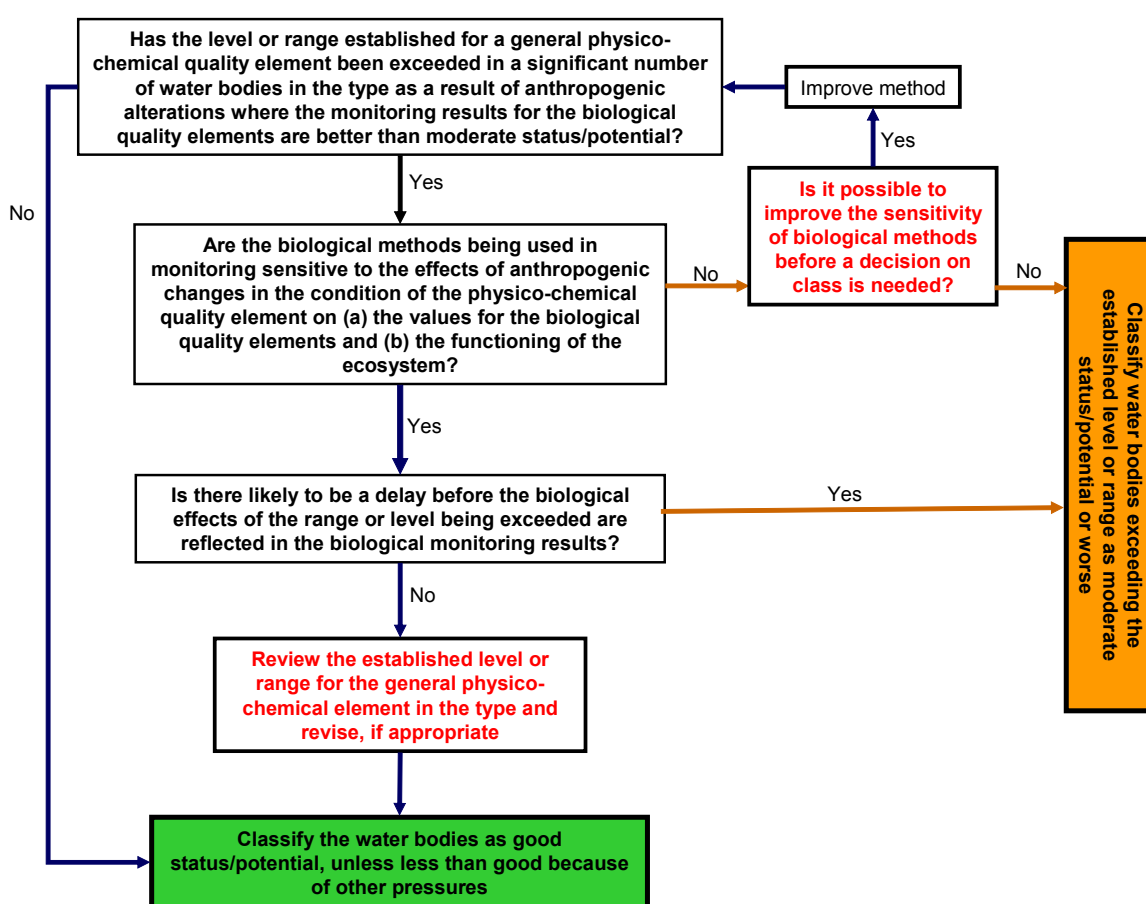 Has the level or range established for a general physico-
chemical quality element been exceeded in a significant number
of water bodies in the type as a result of anthropogenic
alterations where the monitoring results for the biological
quality elements are better than moderate status/potential?
Improve method
Yes
Yes
No
Is it possible to
improve the sensitivity
of biological methods
before a decision on
class is needed?
Are the biological methods being used in
monitoring sensitive to the effects of anthropogenic
changes in the condition of the physico-chemical
quality element on (a) the values for the biological
quality elements and (b) the functioning of the
ecosystem?
No
No
Classify water bodies exceeding the
established level or range as moderate
status/potential or worse
Yes
Is there likely to be a delay before the biological
effects of the range or level being exceeded are
reflected in the biological monitoring results?
Yes
No
Review the established level or
range for the general physico-
chemical element in the type and
revise, if appropriate
Classify the water bodies as good
status/potential, unless less than good because
of other pressures